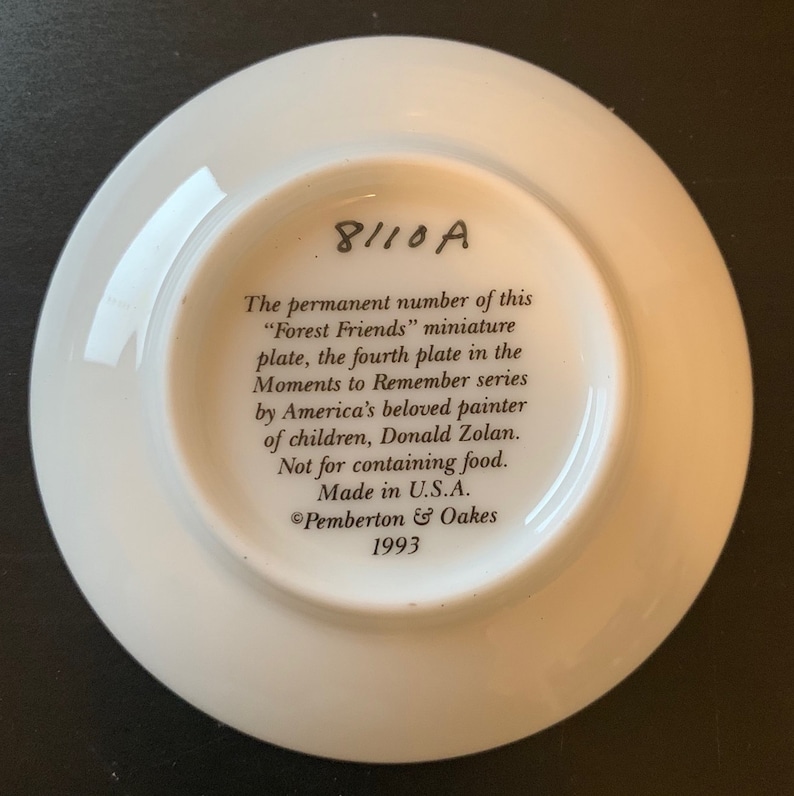 8110A
The permanent number of this
“Forest Friends” miniature
plate, the fourth plate in the
Moments to Remember series
by America's beloved painter
of children, Donald Zolan.
Not for containing food.
Made in U.S.A.
©Pemberton & Oakes
1993